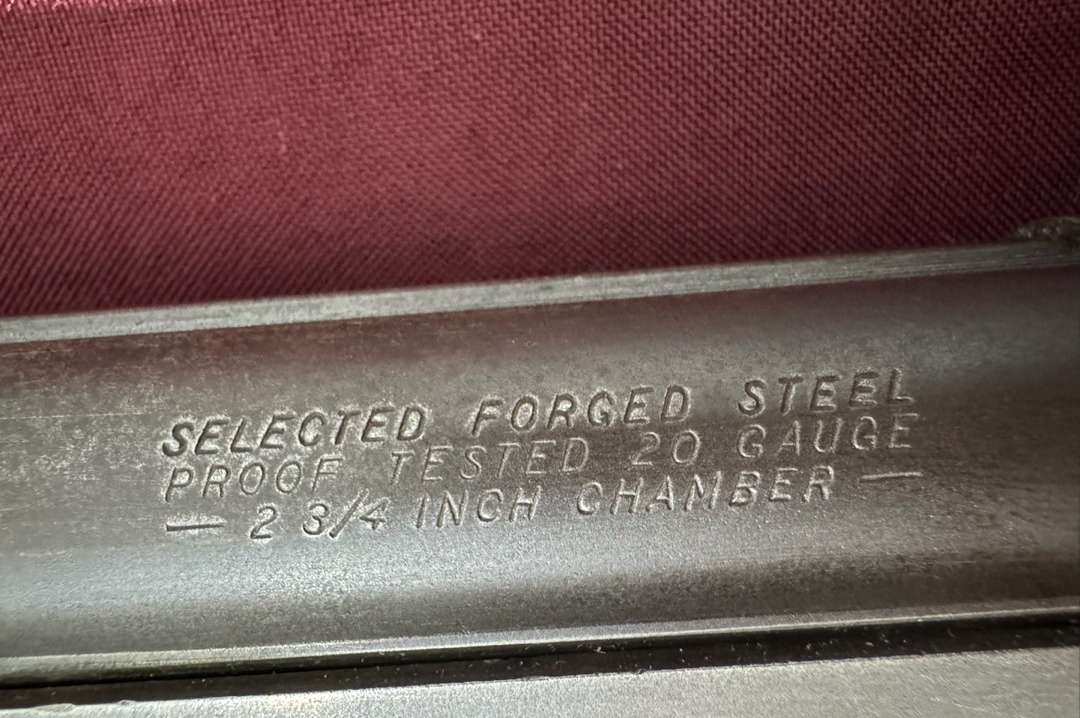 SELECTED FORGED STEEL
PROOF TESTED 20 GAUGE
— 2 3/4 INCH CHAMBER —